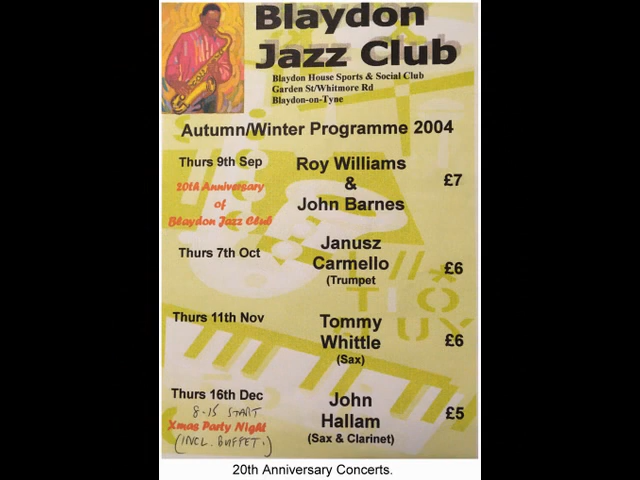 Blaydon
Jazz Club
Blaydon House Sports & Social Club
Garden St/Whitmore Rd
Blaydon-on-Tyne
Autumn/Winter Programme 2004
Thurs 9th Sep
20th Anniversary
of
Blaydon Jazz Club
Roy Williams
&
John Barnes
£7
Thurs 7th Oct
Janusz
Carmello
(Trumpet
£6
Thurs 11th Nov
Tommy
Whittle
(Sax)
£6
Thurs 16th Dec
8-15 START
Xmas Party Night
(INCL. BUFFET.)
John
Hallam
(Sax & Clarinet)
£5
20th Anniversary Concerts.